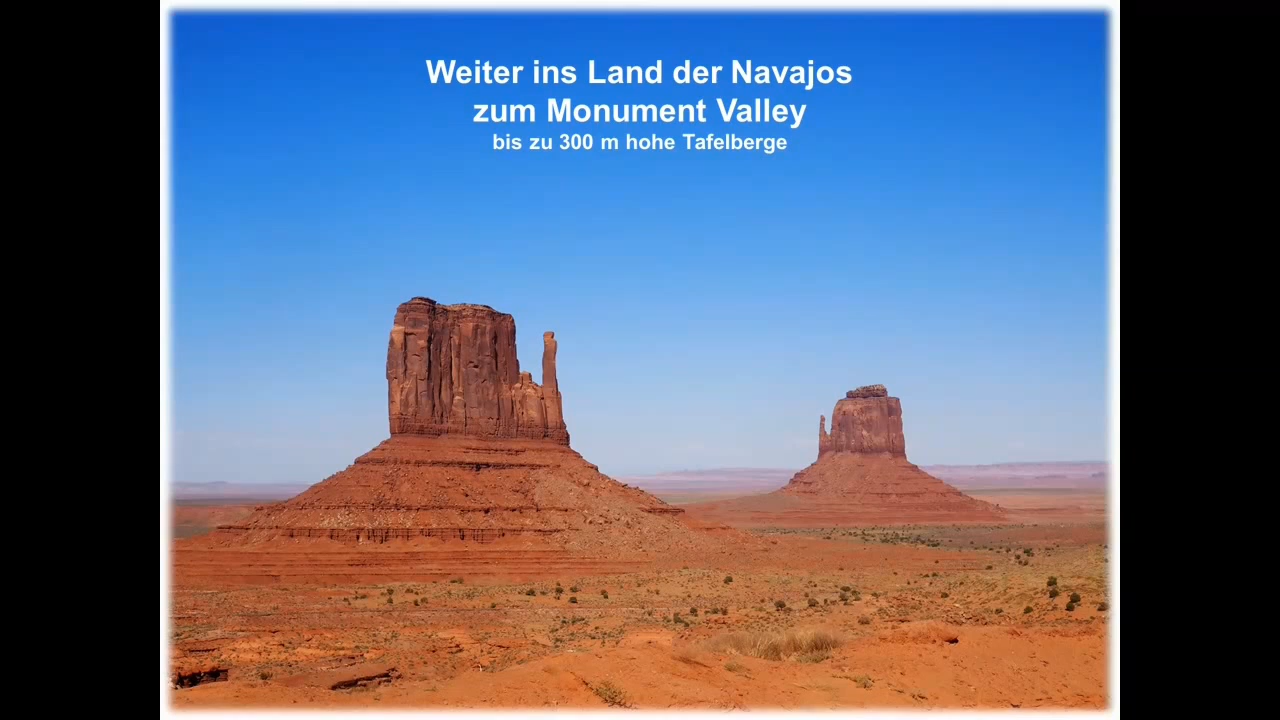 Weiter ins Land der Navajos
zum Monument Valley
bis zu 300 m hohe Tafelberge